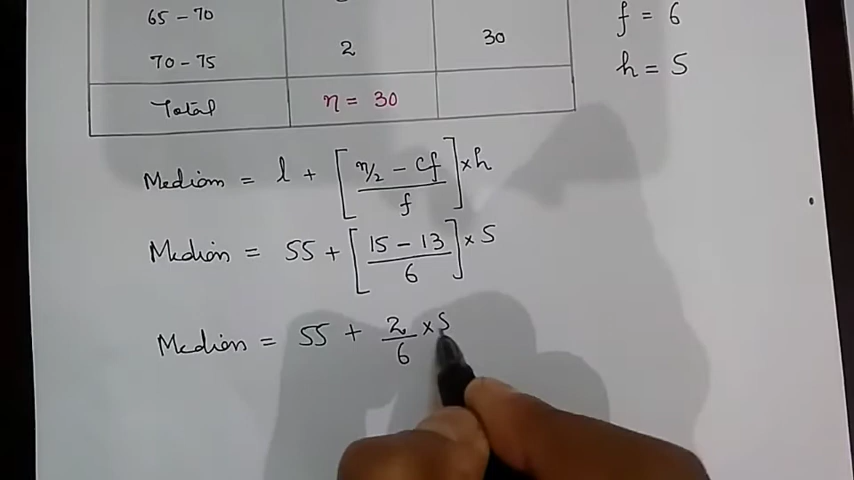 65 - 70
f = 6
70 - 75 2 30
h = 5
Total n = 30
Median = l + [n/2 - Cf / f] × h
Median = 55 + [15 - 13 / 6] × 5
Median = 55 + 2/6 × 5